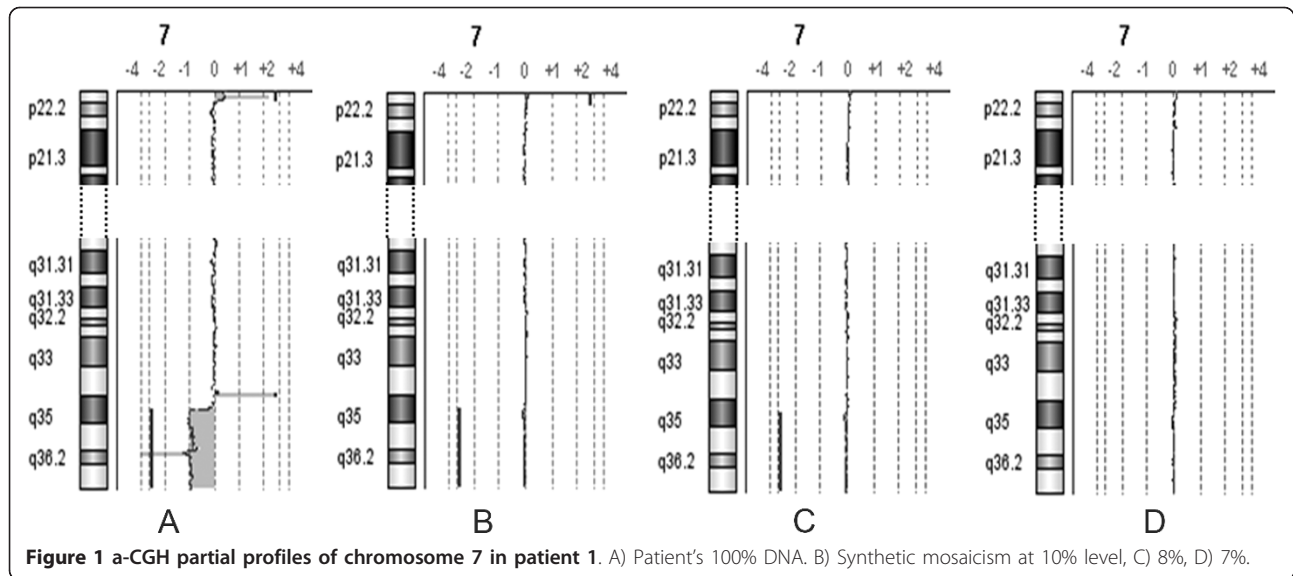 7
-4 -2 -1 0 +1 +2 +4
p22.2
p21.3
q31.31
q31.33
q32.2
q33
q35
q36.2
A
7
-4 -2 -1 0 +1 +2 +4
p22.2
p21.3
q31.31
q31.33
q32.2
q33
q35
q36.2
B
7
-4 -2 -1 0 +1 +2 +4
p22.2
p21.3
q31.31
q31.33
q32.2
q33
q35
q36.2
C
7
-4 -2 -1 0 +1 +2 +4
p22.2
p21.3
q31.31
q31.33
q32.2
q33
q35
q36.2
D
Figure 1 a-CGH partial profiles of chromosome 7 in patient 1. A) Patient's 100% DNA. B) Synthetic mosaicism at 10% level, C) 8%, D) 7%.